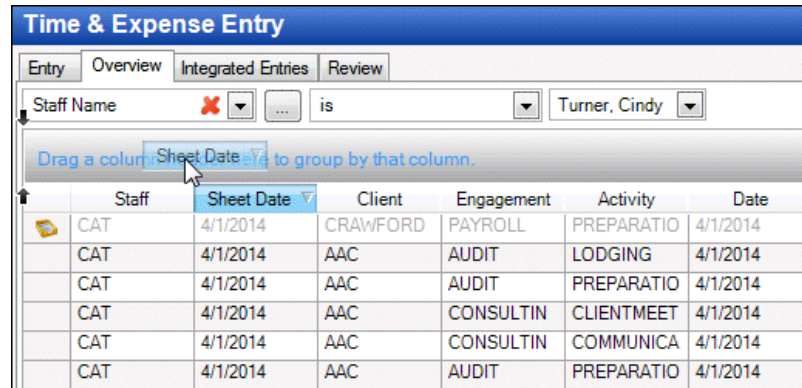 Time & Expense Entry
Entry Overview Integrated Entries Review
Staff Name ... is Turner, Cindy
Drag a column Sheet Date to group by that column.
Staff Sheet Date Client Engagement Activity Date
CAT 4/1/2014 CRAWFORD PAYROLL PREPARATIO 4/1/2014
CAT 4/1/2014 AAC AUDIT LODGING 4/1/2014
CAT 4/1/2014 AAC AUDIT PREPARATIO 4/1/2014
CAT 4/1/2014 AAC CONSULTIN CLIENTMEET 4/1/2014
CAT 4/1/2014 AAC CONSULTIN COMMUNICA 4/1/2014
CAT 4/1/2014 AAC AUDIT PREPARATIO 4/1/2014